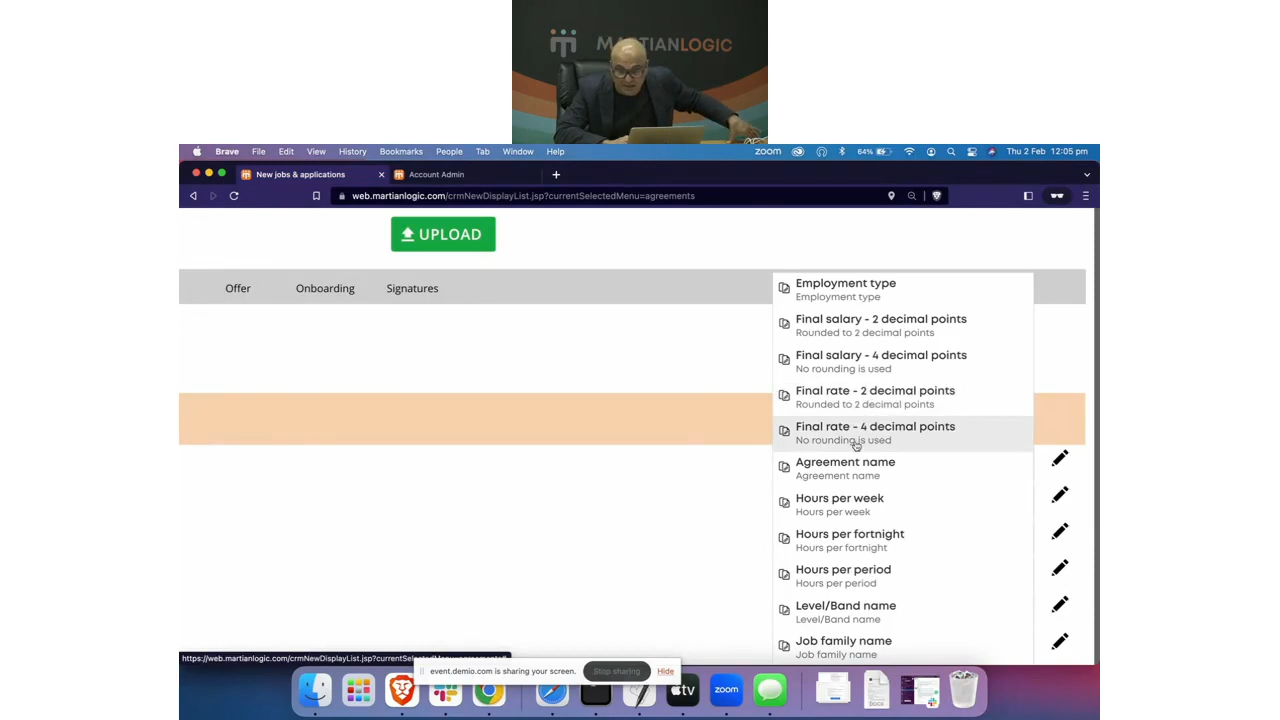 MARTIANLOGIC
Brave File Edit View History Bookmarks People Tab Window Help
zoom 64% Thu 2 Feb 12:05 pm
New jobs & applications
Account Admin
web.martianlogic.com/crmNewDisplayList.jsp?currentSelectedMenu=agreements
UPLOAD
Offer Onboarding Signatures
Employment type
Employment type
Final salary - 2 decimal points
Rounded to 2 decimal points
Final salary - 4 decimal points
No rounding is used
Final rate - 2 decimal points
Rounded to 2 decimal points
Final rate - 4 decimal points
No rounding is used
Agreement name
Agreement name
Hours per week
Hours per week
Hours per fortnight
Hours per fortnight
Hours per period
Hours per period
Level/Band name
Level/Band name
Job family name
Job family name
event.demio.com is sharing your screen. Stop sharing Hide
tv zoom